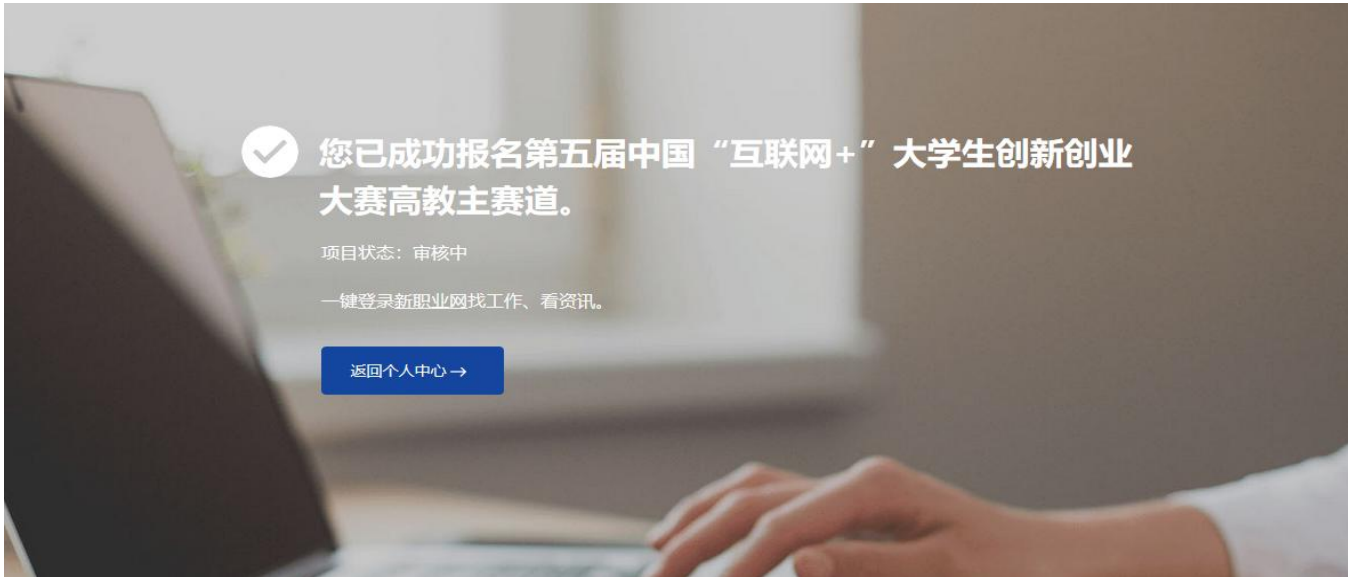 您已成功报名第五届中国“互联网+”大学生创新创业
大赛高教主赛道。
项目状态：审核中
一键登录新职业网找工作、看资讯。
返回个人中心→